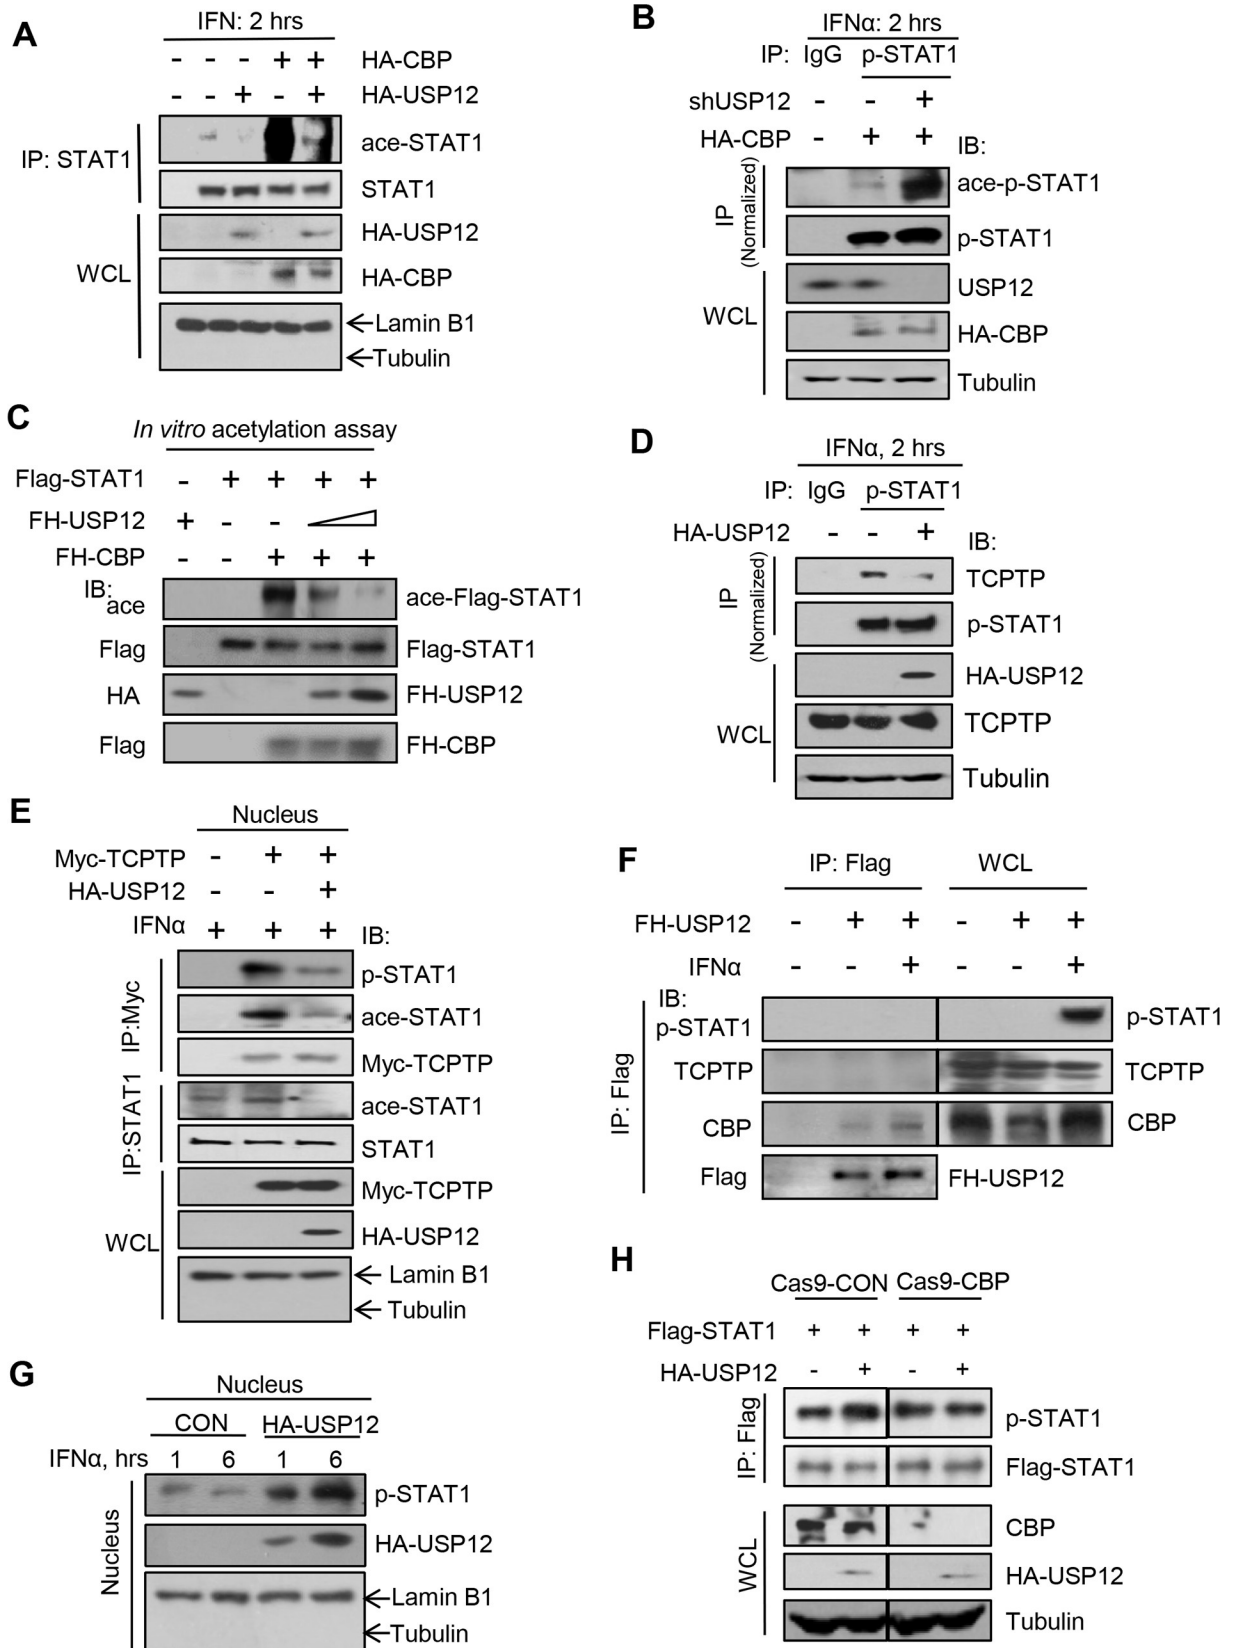 A
IFN: 2 hrs
- - - + + HA-CBP
- - + - + HA-USP12
IP: STAT1
ace-STAT1
STAT1
WCL
HA-USP12
HA-CBP
Lamin B1
Tubulin
B
IFNα: 2 hrs
IP: IgG p-STAT1
shUSP12 - - +
HA-CBP - + + IB:
IP
(Normalized)
ace-p-STAT1
p-STAT1
WCL
USP12
HA-CBP
Tubulin
C
In vitro acetylation assay
Flag-STAT1 - + + + +
FH-USP12 + - -
FH-CBP - - + + +
IB:
ace ace-Flag-STAT1
Flag Flag-STAT1
HA FH-USP12
Flag FH-CBP
D
IFNα, 2 hrs
IP: IgG p-STAT1
HA-USP12 - - + IB:
IP
(Normalized)
TCPTP
p-STAT1
WCL
HA-USP12
TCPTP
Tubulin
E
Nucleus
Myc-TCPTP - + +
HA-USP12 - - +
IFNα + + + IB:
IP:Myc
p-STAT1
ace-STAT1
Myc-TCPTP
IP:STAT1
ace-STAT1
STAT1
WCL
Myc-TCPTP
HA-USP12
Lamin B1
Tubulin
F
IP: Flag WCL
FH-USP12 - + + - + +
IFNα - - + - - +
IP: Flag
IB:
p-STAT1 p-STAT1
TCPTP TCPTP
CBP CBP
Flag FH-USP12
G
Nucleus
CON HA-USP12
IFNα, hrs 1 6 1 6
Nucleus
p-STAT1
HA-USP12
Lamin B1
Tubulin
H
Cas9-CON Cas9-CBP
Flag-STAT1 + + + +
HA-USP12 - + - +
IP: Flag
p-STAT1
Flag-STAT1
WCL
CBP
HA-USP12
Tubulin